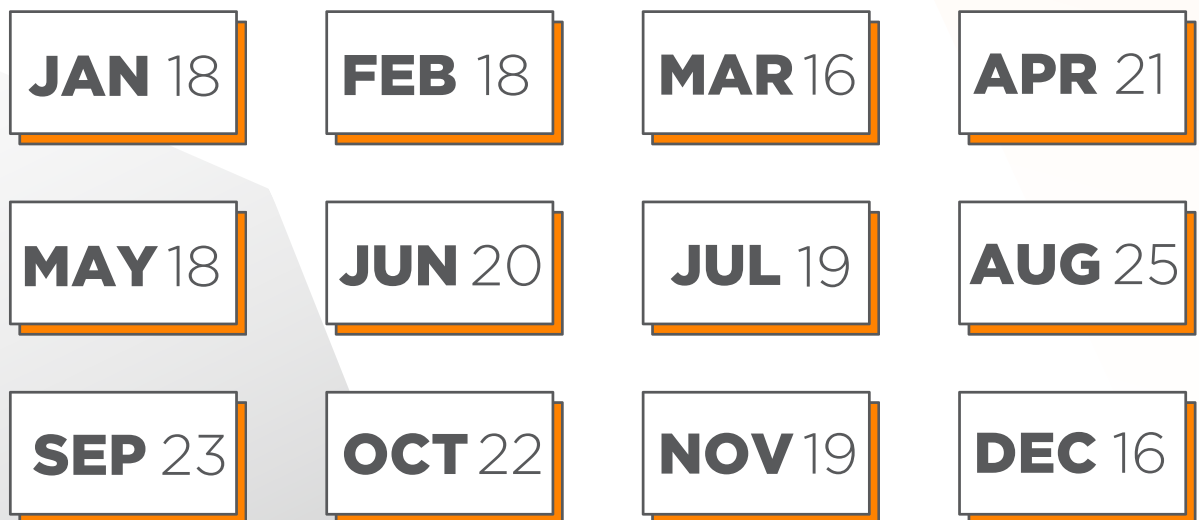 JAN 18
FEB 18
MAR 16
APR 21
MAY 18
JUN 20
JUL 19
AUG 25
SEP 23
OCT 22
NOV 19
DEC 16